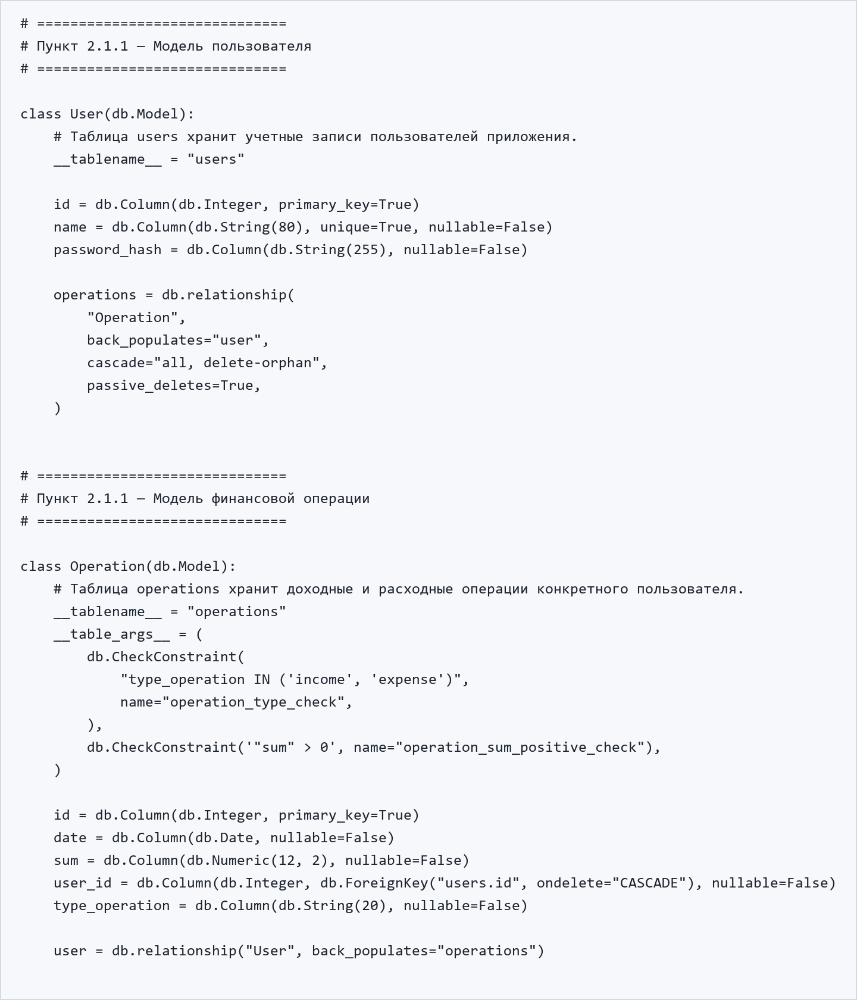 # ==============================
# Пункт 2.1.1 — Модель пользователя
# ==============================
class User(db.Model):
    # Таблица users хранит учетные записи пользователей приложения.
    __tablename__ = "users"
    id = db.Column(db.Integer, primary_key=True)
    name = db.Column(db.String(80), unique=True, nullable=False)
    password_hash = db.Column(db.String(255), nullable=False)
    operations = db.relationship(
        "Operation",
        back_populates="user",
        cascade="all, delete-orphan",
        passive_deletes=True,
    )
# ==============================
# Пункт 2.1.1 — Модель финансовой операции
# ==============================
class Operation(db.Model):
    # Таблица operations хранит доходные и расходные операции конкретного пользователя.
    __tablename__ = "operations"
    __table_args__ = (
        db.CheckConstraint(
            "type_operation IN ('income', 'expense')",
            name="operation_type_check",
        ),
        db.CheckConstraint('"sum" > 0', name="operation_sum_positive_check"),
    )
    id = db.Column(db.Integer, primary_key=True)
    date = db.Column(db.Date, nullable=False)
    sum = db.Column(db.Numeric(12, 2), nullable=False)
    user_id = db.Column(db.Integer, db.ForeignKey("users.id", ondelete="CASCADE"), nullable=False)
    type_operation = db.Column(db.String(20), nullable=False)
    user = db.relationship("User", back_populates="operations")